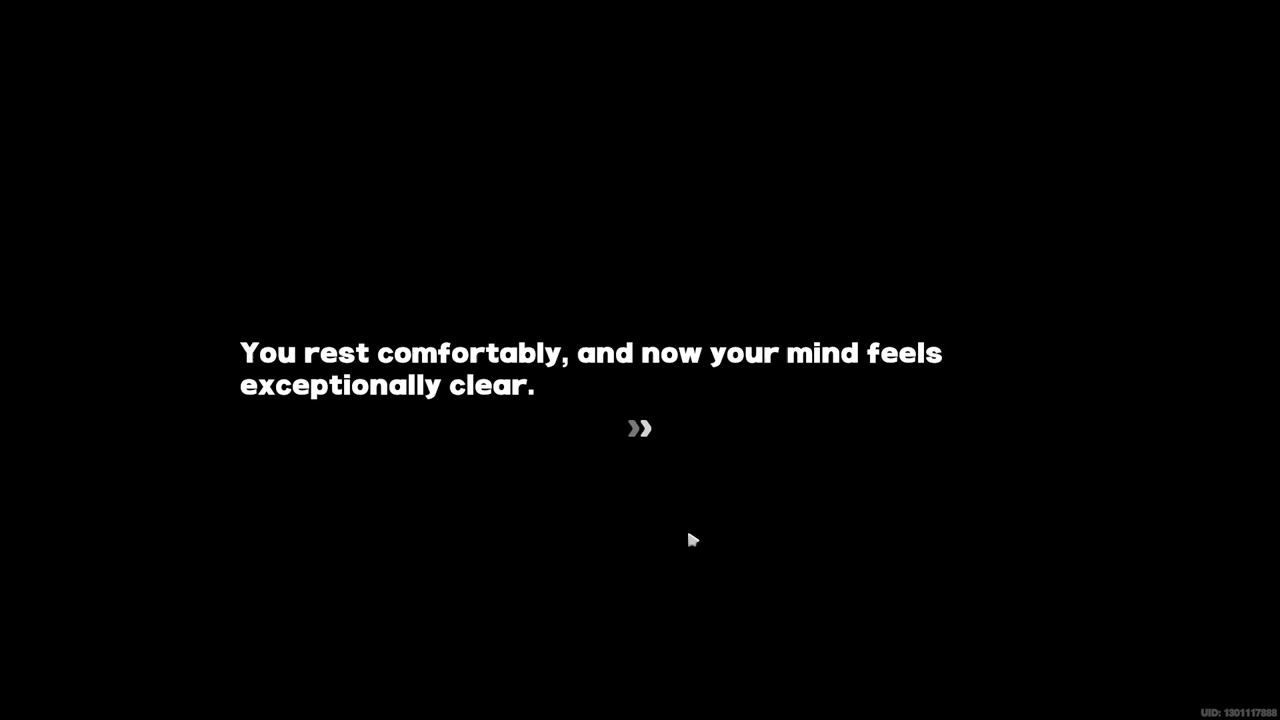 You rest comfortably, and now your mind feels
exceptionally clear.
UID: 1301117888